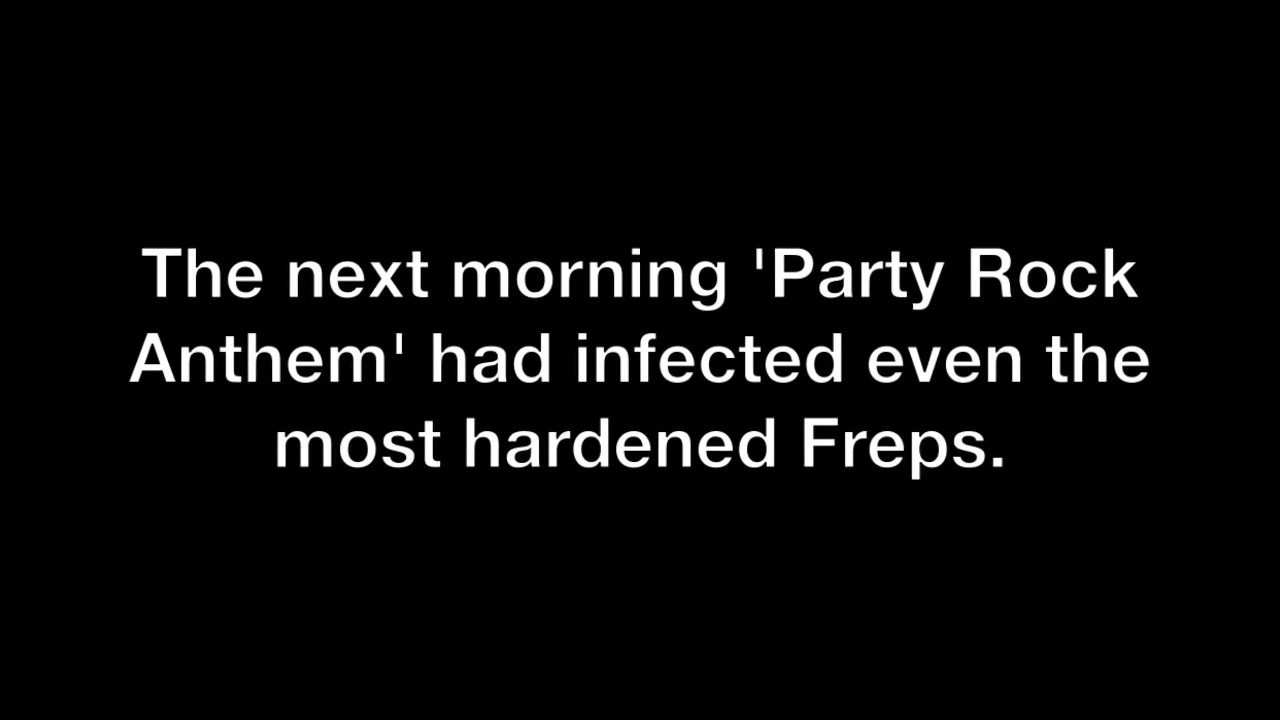 The next morning 'Party Rock
Anthem' had infected even the
most hardened Freps.